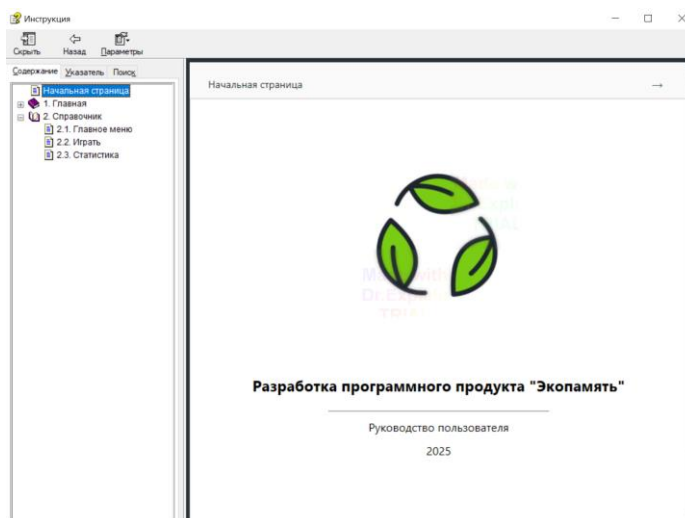 Инструкция
Скрыть Назад Параметры
Содержание Указатель Поиск
Начальная страница
1. Главная
2. Справочник
2.1. Главное меню
2.2. Играть
2.3. Статистика
Начальная страница →
Разработка программного продукта "Экопамять"
Руководство пользователя
2025